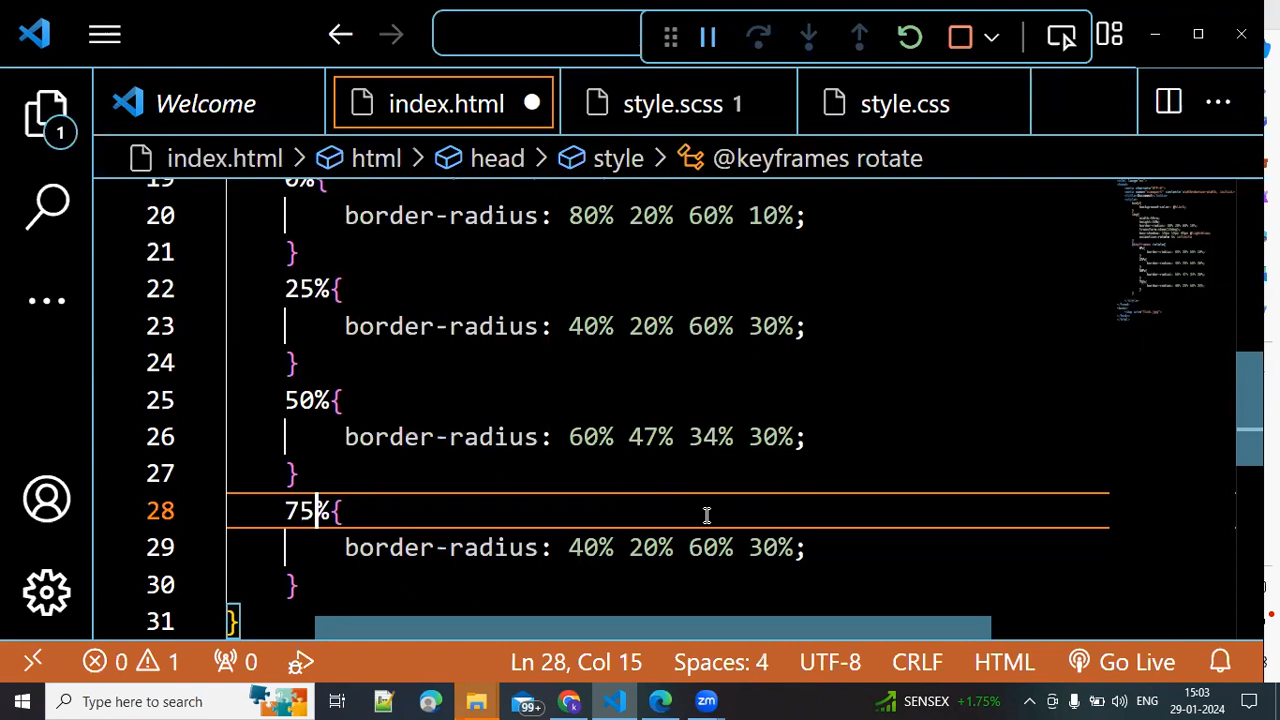 Welcome
index.html
style.scss 1
style.css
index.html > html > head > style > @keyframes rotate
19 0%{
20 border-radius: 80% 20% 60% 10%;
21 }
22 25%{
23 border-radius: 40% 20% 60% 30%;
24 }
25 50%{
26 border-radius: 60% 47% 34% 30%;
27 }
28 75%{
29 border-radius: 40% 20% 60% 30%;
30 }
31 }
1
0 1 0 Ln 28, Col 15 Spaces: 4 UTF-8 CRLF HTML Go Live
Type here to search
99+
zm
SENSEX +1.75%
ENG
15:03
29-01-2024